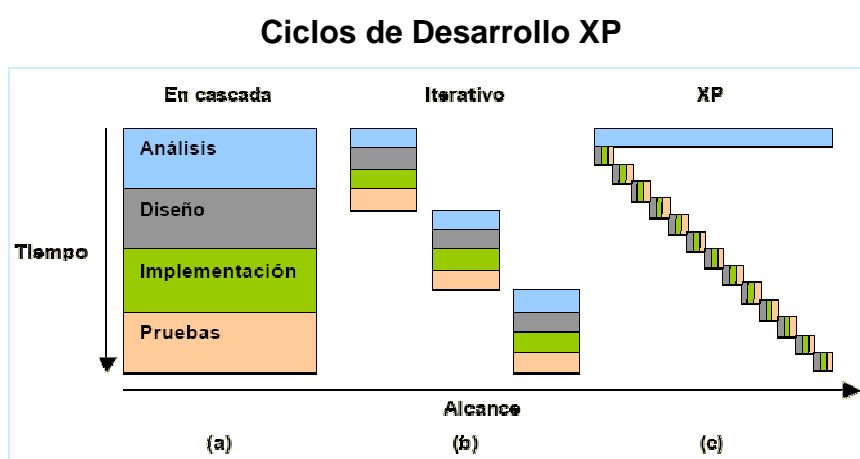 Ciclos de Desarrollo XP
En cascada
Iterativo
XP
Análisis
Diseño
Tiempo
Implementación
Pruebas
Alcance
(a)
(b)
(c)